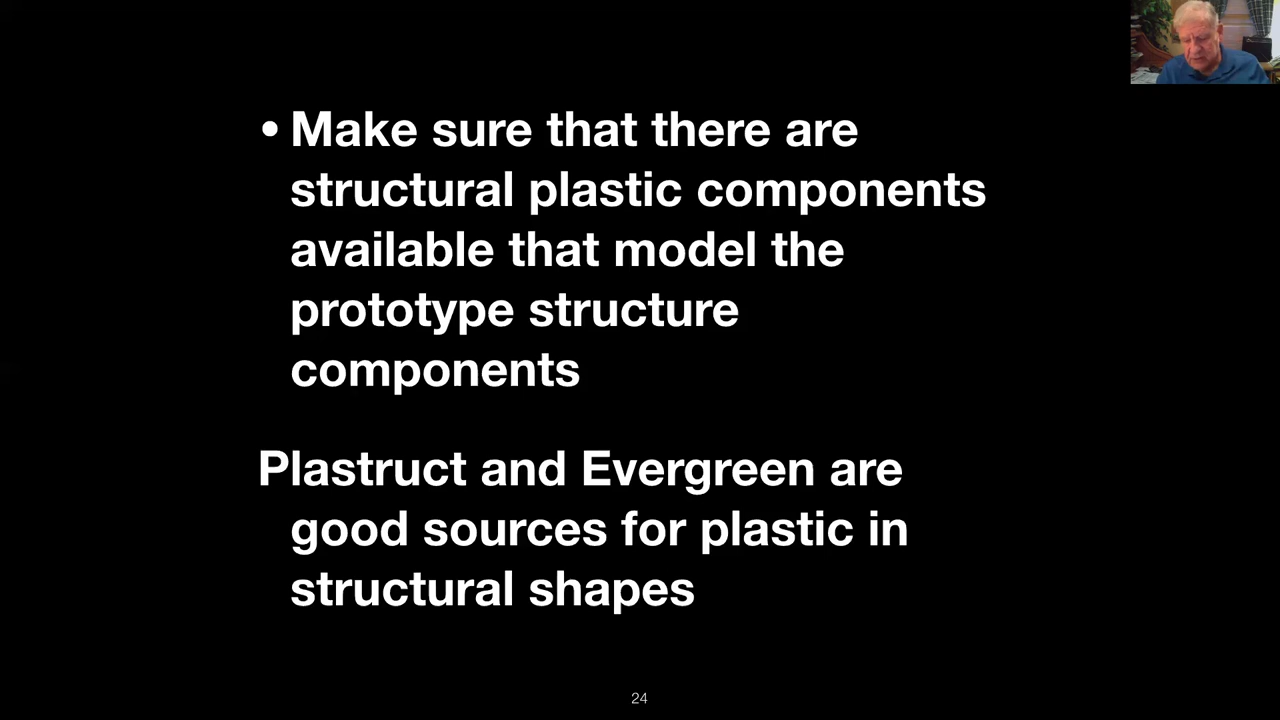 • Make sure that there are
structural plastic components
available that model the
prototype structure
components
Plastruct and Evergreen are
good sources for plastic in
structural shapes
24